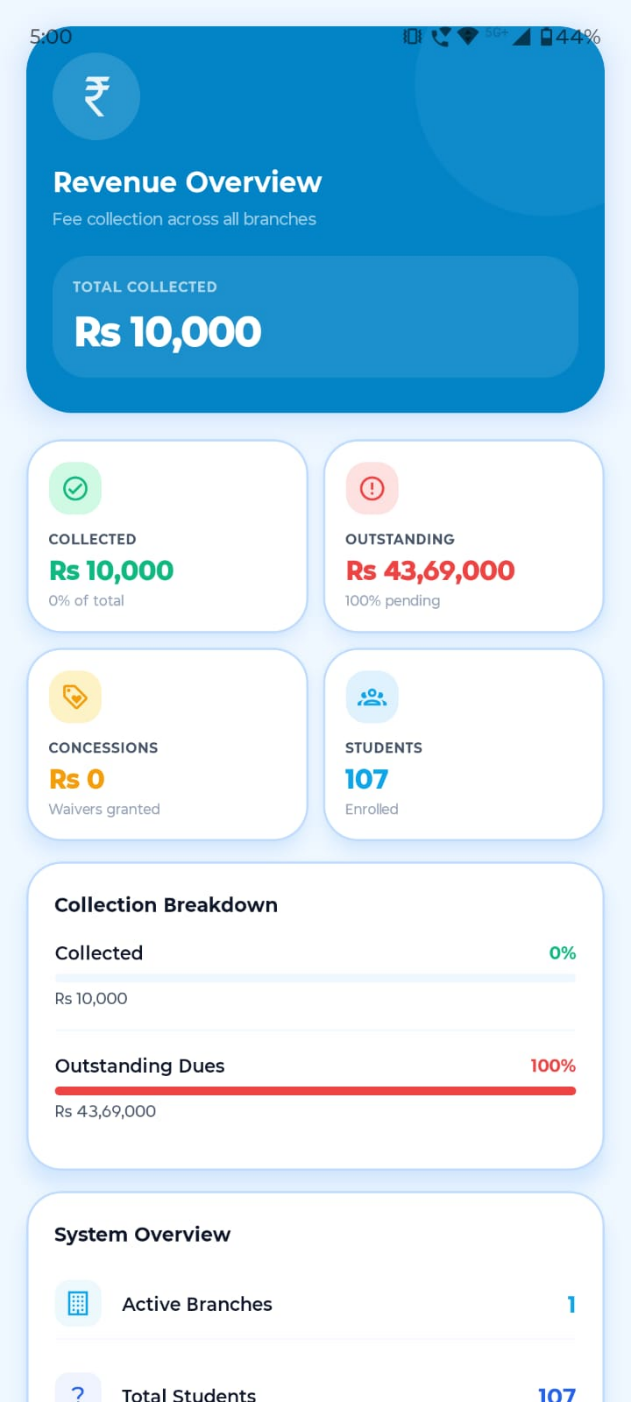 5:00
5G+
44%
₹
Revenue Overview
Fee collection across all branches
TOTAL COLLECTED
Rs 10,000
COLLECTED
Rs 10,000
0% of total
OUTSTANDING
Rs 43,69,000
100% pending
CONCESSIONS
Rs 0
Waivers granted
STUDENTS
107
Enrolled
Collection Breakdown
Collected 0%
Rs 10,000
Outstanding Dues 100%
Rs 43,69,000
System Overview
Active Branches 1
? Total Students 107